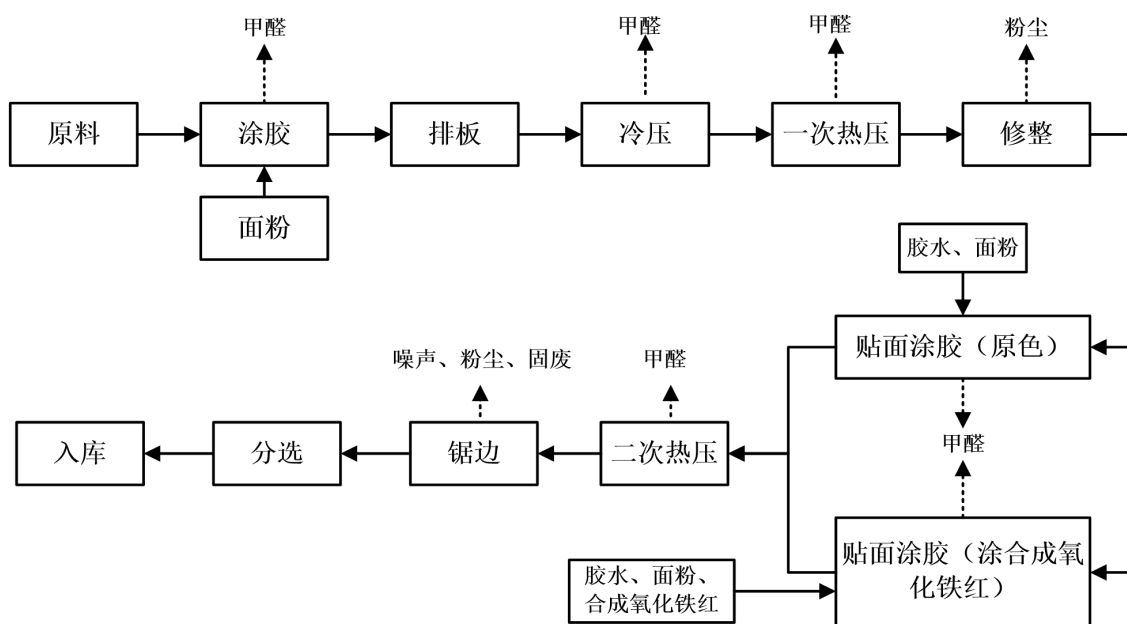 甲醛
甲醛
甲醛
粉尘
原料
涂胶
排板
冷压
一次热压
修整
面粉
胶水、面粉
贴面涂胶（原色）
噪声、粉尘、固废
甲醛
甲醛
入库
分选
锯边
二次热压
贴面涂胶（涂合成氧
化铁红）
胶水、面粉、
合成氧化铁红